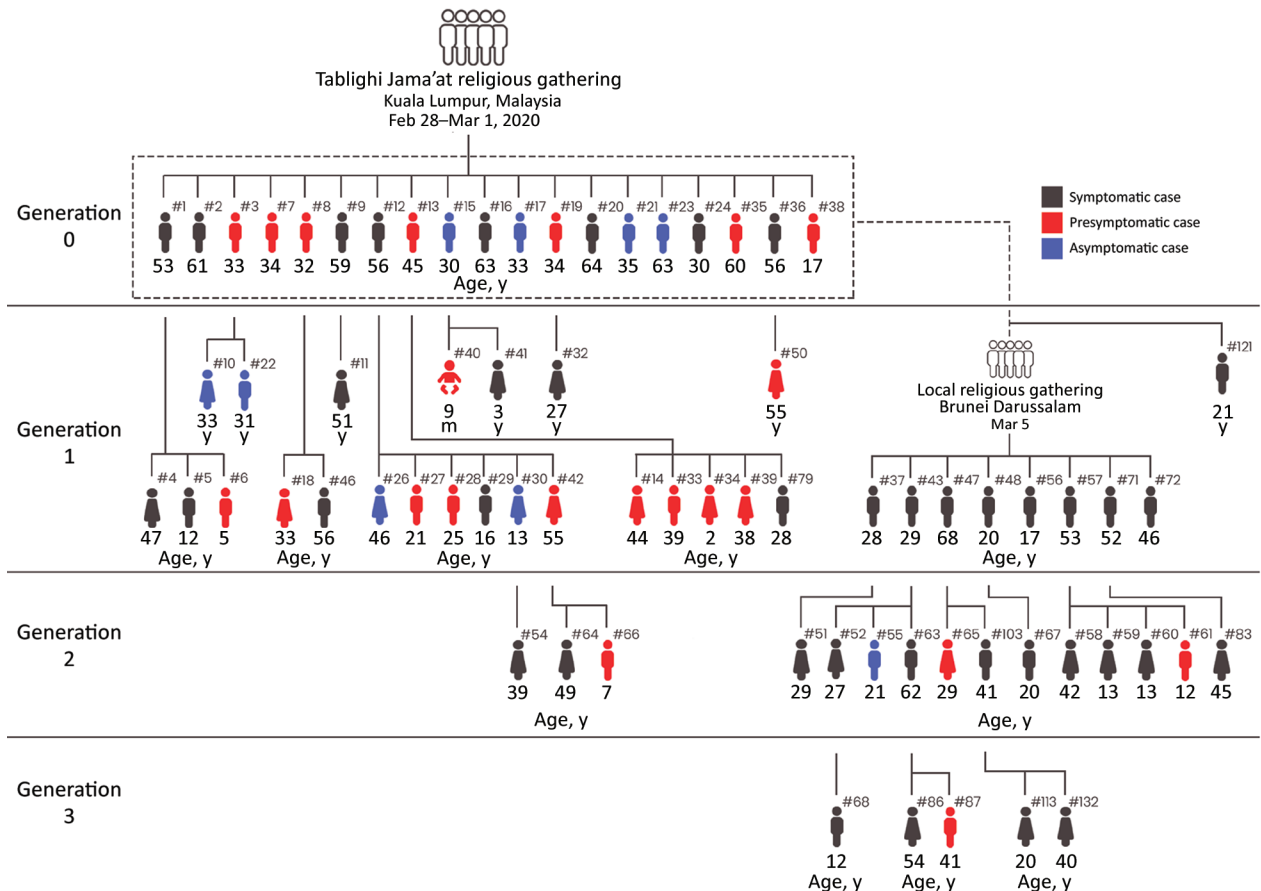 Tablighi Jama’at religious gathering
Kuala Lumpur, Malaysia
Feb 28–Mar 1, 2020
Symptomatic case
Presymptomatic case
Asymptomatic case
Generation
0
#1 #2 #3 #7 #8 #9 #12 #13 #15 #16 #17 #19 #20 #21 #23 #24 #35 #36 #38
53 61 33 34 32 59 56 45 30 63 33 34 64 35 63 30 60 56 17
Age, y
Generation
1
#10 #22 #11 #40 #41 #32 #50 #121
33 31 51 9 3 27 55 21
y y y m y y y y
Local religious gathering
Brunei Darussalam
Mar 5
#4 #5 #6 #18 #46 #26 #27 #28 #29 #30 #42 #14 #33 #34 #39 #79 #37 #43 #47 #48 #56 #57 #71 #72
47 12 5 33 56 46 21 25 16 13 55 44 39 2 38 28 28 29 68 20 17 53 52 46
Age, y Age, y Age, y Age, y Age, y
Generation
2
#54 #64 #66 #51 #52 #55 #63 #65 #103 #67 #58 #59 #60 #61 #83
39 49 7 29 27 21 62 29 41 20 42 13 13 12 45
Age, y Age, y
Generation
3
#68 #86 #87 #113 #132
12 54 41 20 40
Age, y Age, y Age, y